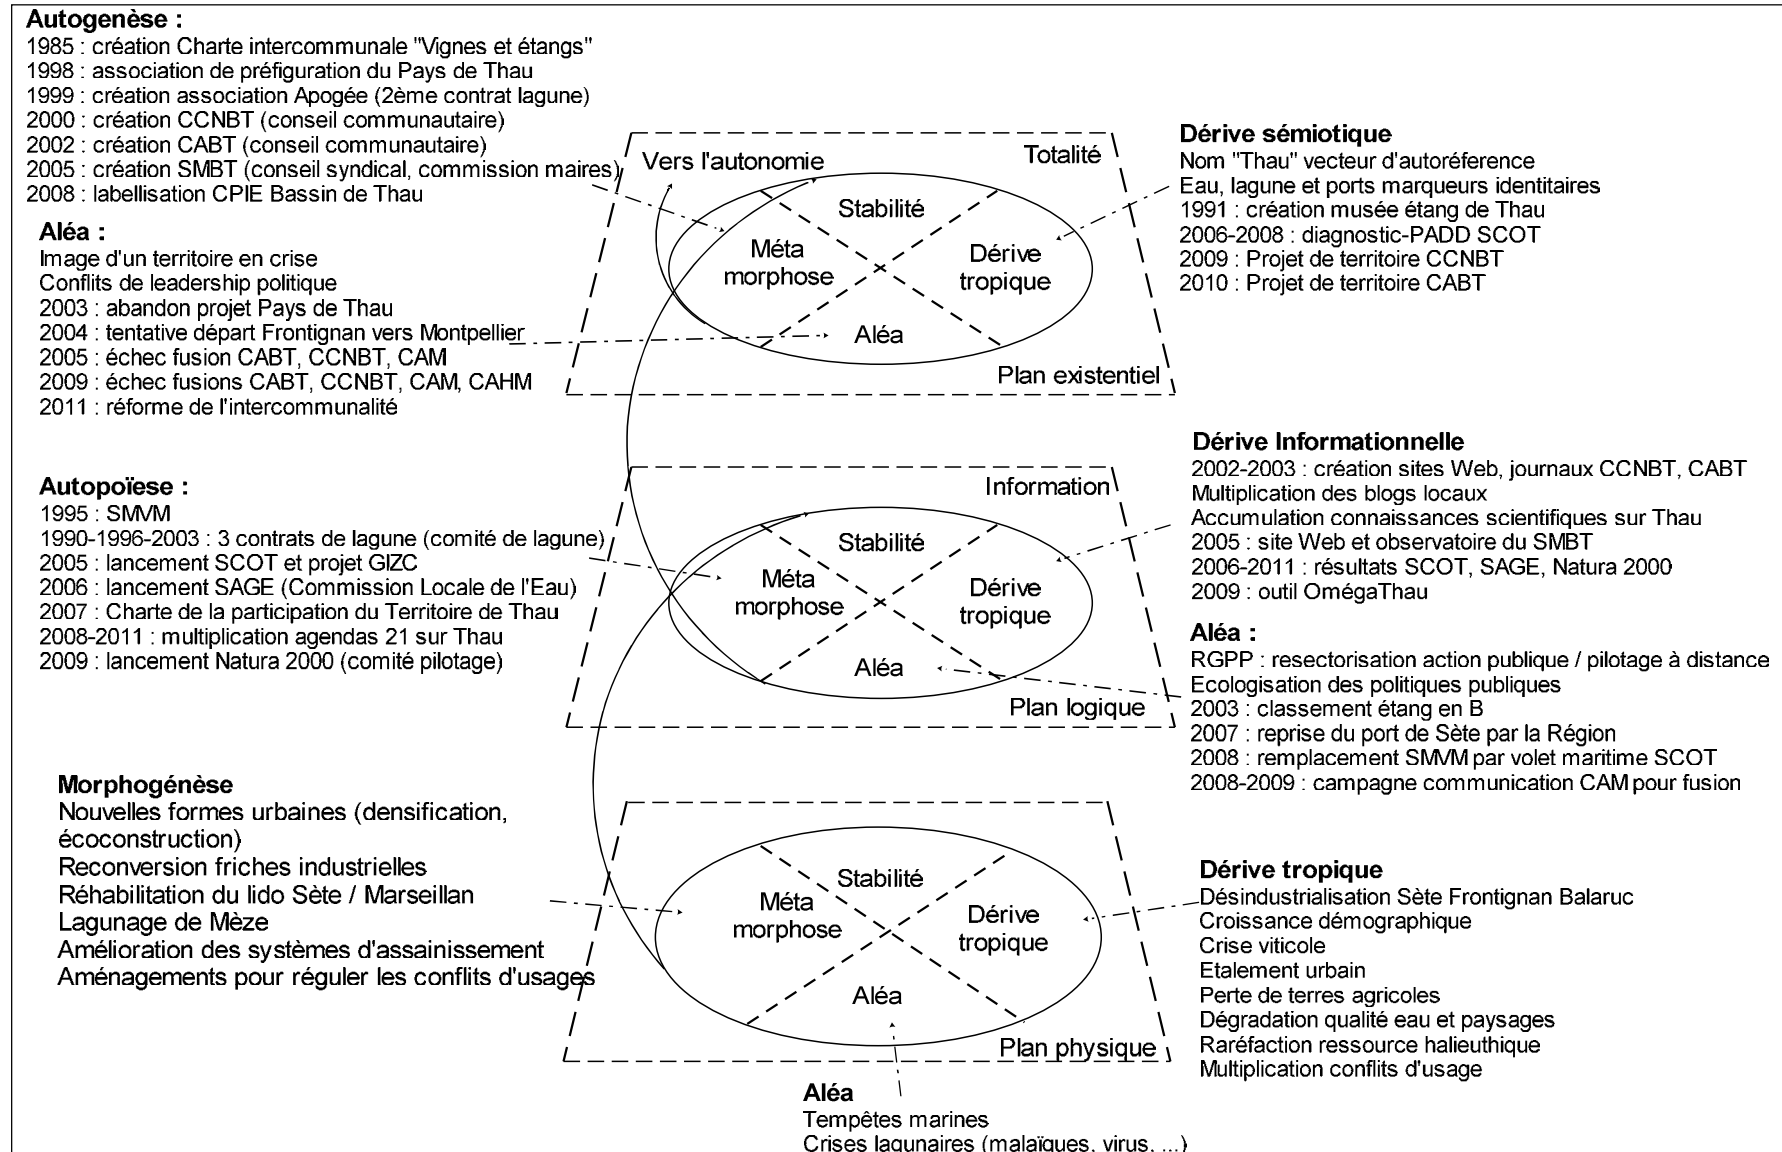 Autogenèse :
1985 : création Charte intercommunale "Vignes et étangs"
1998 : association de préfiguration du Pays de Thau
1999 : création association Apogée (2ème contrat lagune)
2000 : création CCNBT (conseil communautaire)
2002 : création CABT (conseil communautaire)
2005 : création SMBT (conseil syndical, commission maires)
2008 : labellisation CPIE Bassin de Thau
Aléa :
Image d'un territoire en crise
Conflits de leadership politique
2003 : abandon projet Pays de Thau
2004 : tentative départ Frontignan vers Montpellier
2005 : échec fusion CABT, CCNBT, CAM
2009 : échec fusions CABT, CCNBT, CAM, CAHM
2011 : réforme de l'intercommunalité
Vers l'autonomie
Totalité
Stabilité
Méta
morphose
Dérive
tropique
Aléa
Plan existentiel
Dérive sémiotique
Nom "Thau" vecteur d'autoréference
Eau, lagune et ports marqueurs identitaires
1991 : création musée étang de Thau
2006-2008 : diagnostic-PADD SCOT
2009 : Projet de territoire CCNBT
2010 : Projet de territoire CABT
Autopoïese :
1995 : SMVM
1990-1996-2003 : 3 contrats de lagune (comité de lagune)
2005 : lancement SCOT et projet GIZC
2006 : lancement SAGE (Commission Locale de l'Eau)
2007 : Charte de la participation du Territoire de Thau
2008-2011 : multiplication agendas 21 sur Thau
2009 : lancement Natura 2000 (comité pilotage)
Information
Stabilité
Méta
morphose
Dérive
tropique
Aléa
Plan logique
Dérive Informationnelle
2002-2003 : création sites Web, journaux CCNBT, CABT
Multiplication des blogs locaux
Accumulation connaissances scientifiques sur Thau
2005 : site Web et observatoire du SMBT
2006-2011 : résultats SCOT, SAGE, Natura 2000
2009 : outil OmégaThau
Aléa :
RGPP : resectorisation action publique / pilotage à distance
Ecologisation des politiques publiques
2003 : classement étang en B
2007 : reprise du port de Sète par la Région
2008 : remplacement SMVM par volet maritime SCOT
2008-2009 : campagne communication CAM pour fusion
Morphogénèse
Nouvelles formes urbaines (densification,
écoconstruction)
Reconversion friches industrielles
Réhabilitation du lido Sète / Marseillan
Lagunage de Mèze
Amélioration des systèmes d'assainissement
Aménagements pour réguler les conflits d'usages
Stabilité
Méta
morphose
Dérive
tropique
Aléa
Plan physique
Dérive tropique
Désindustrialisation Sète Frontignan Balaruc
Croissance démographique
Crise viticole
Etalement urbain
Perte de terres agricoles
Dégradation qualité eau et paysages
Raréfaction ressource halieuthique
Multiplication conflits d'usage
Aléa
Tempêtes marines
Crises lagunaires (malaïgues, virus, ...)